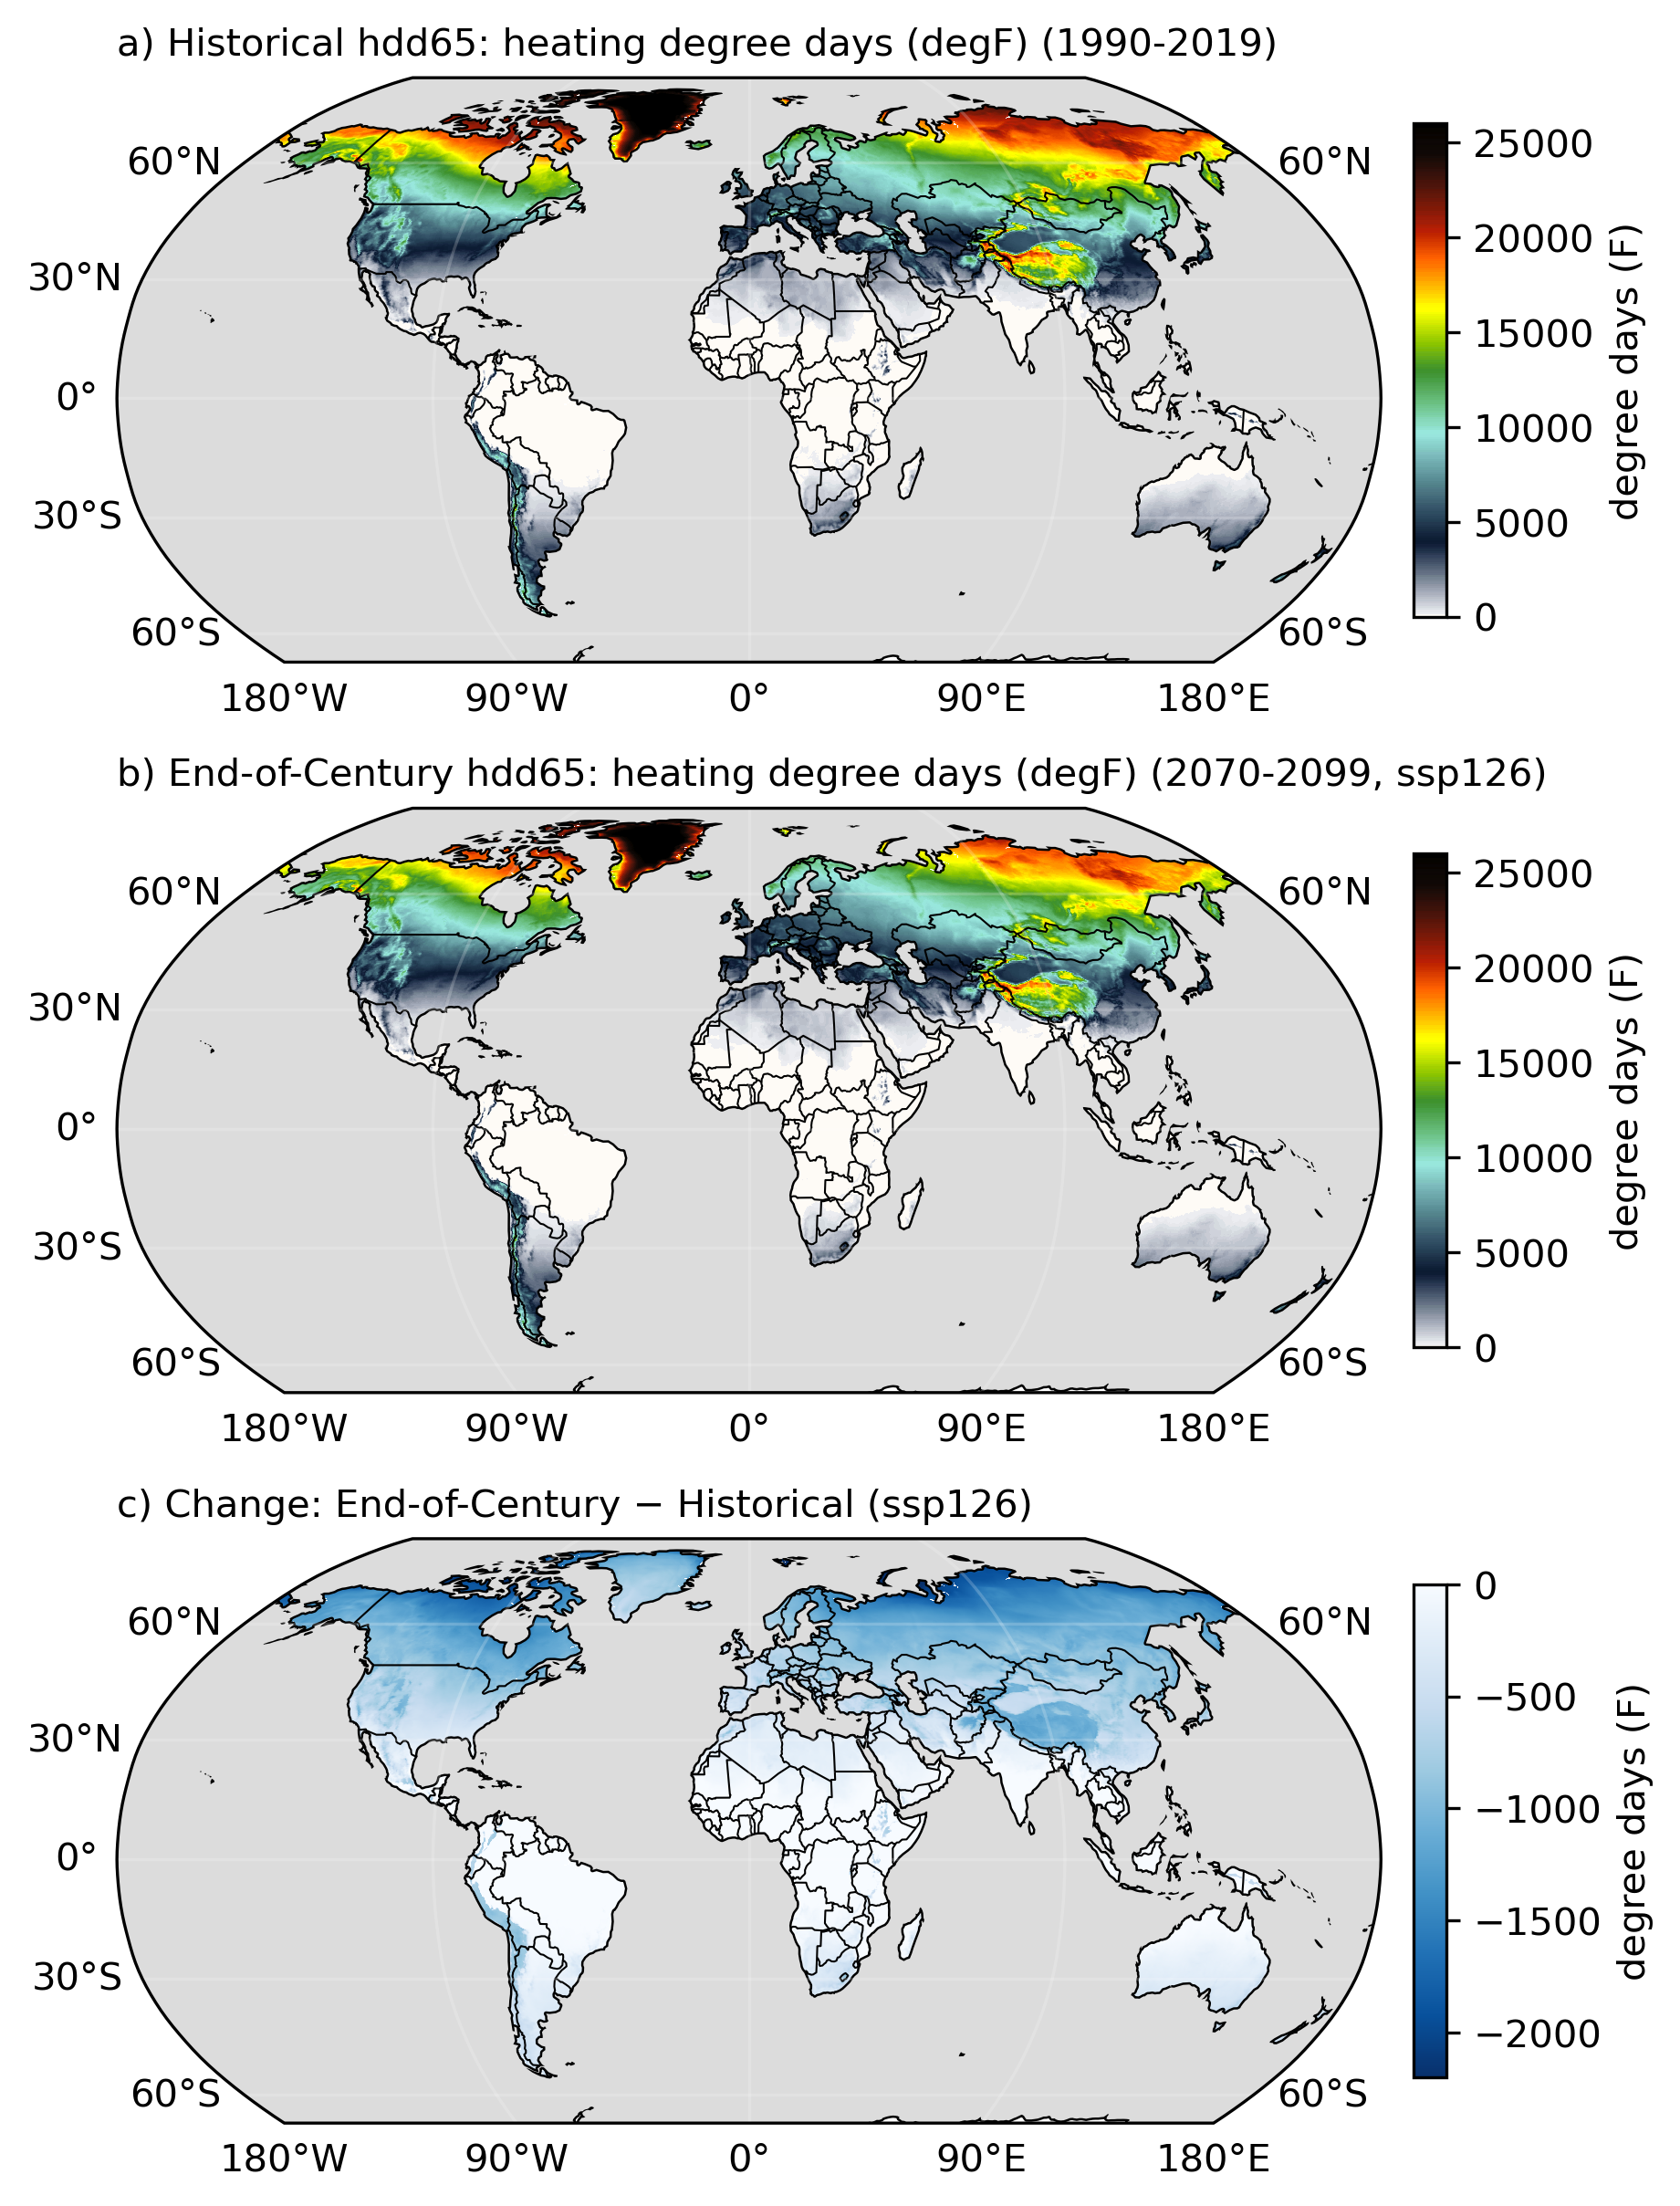 a) Historical hdd65: heating degree days (degF) (1990-2019)
60°N
60°N
30°N
0°
30°S
60°S
60°S
180°W
90°W
0°
90°E
180°E
25000
20000
15000
10000
5000
0
degree days (F)
b) End-of-Century hdd65: heating degree days (degF) (2070-2099, ssp126)
60°N
60°N
30°N
0°
30°S
60°S
60°S
180°W
90°W
0°
90°E
180°E
25000
20000
15000
10000
5000
0
degree days (F)
c) Change: End-of-Century − Historical (ssp126)
60°N
60°N
30°N
0°
30°S
60°S
60°S
180°W
90°W
0°
90°E
180°E
0
−500
−1000
−1500
−2000
degree days (F)